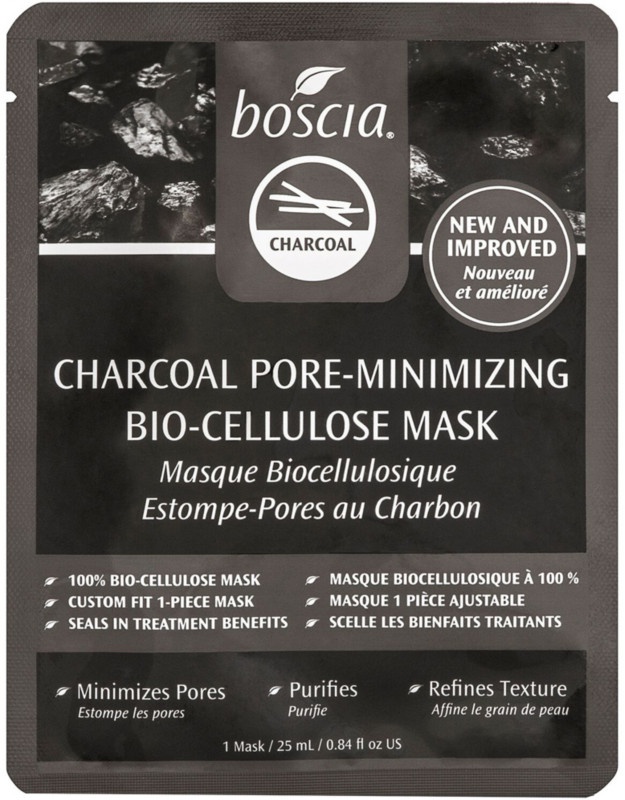 boscia®
CHARCOAL
NEW AND
IMPROVED
Nouveau
et amélioré
CHARCOAL PORE-MINIMIZING
BIO-CELLULOSE MASK
Masque Biocellulosique
Estompe-Pores au Charbon
100% BIO-CELLULOSE MASK
CUSTOM FIT 1-PIECE MASK
SEALS IN TREATMENT BENEFITS
MASQUE BIOCELLULOSIQUE À 100 %
MASQUE 1 PIÈCE AJUSTABLE
SCELLE LES BIENFAITS TRAITANTS
Minimizes Pores
Estompe les pores
Purifies
Purifie
Refines Texture
Affine le grain de peau
1 Mask / 25 mL / 0.84 fl oz US